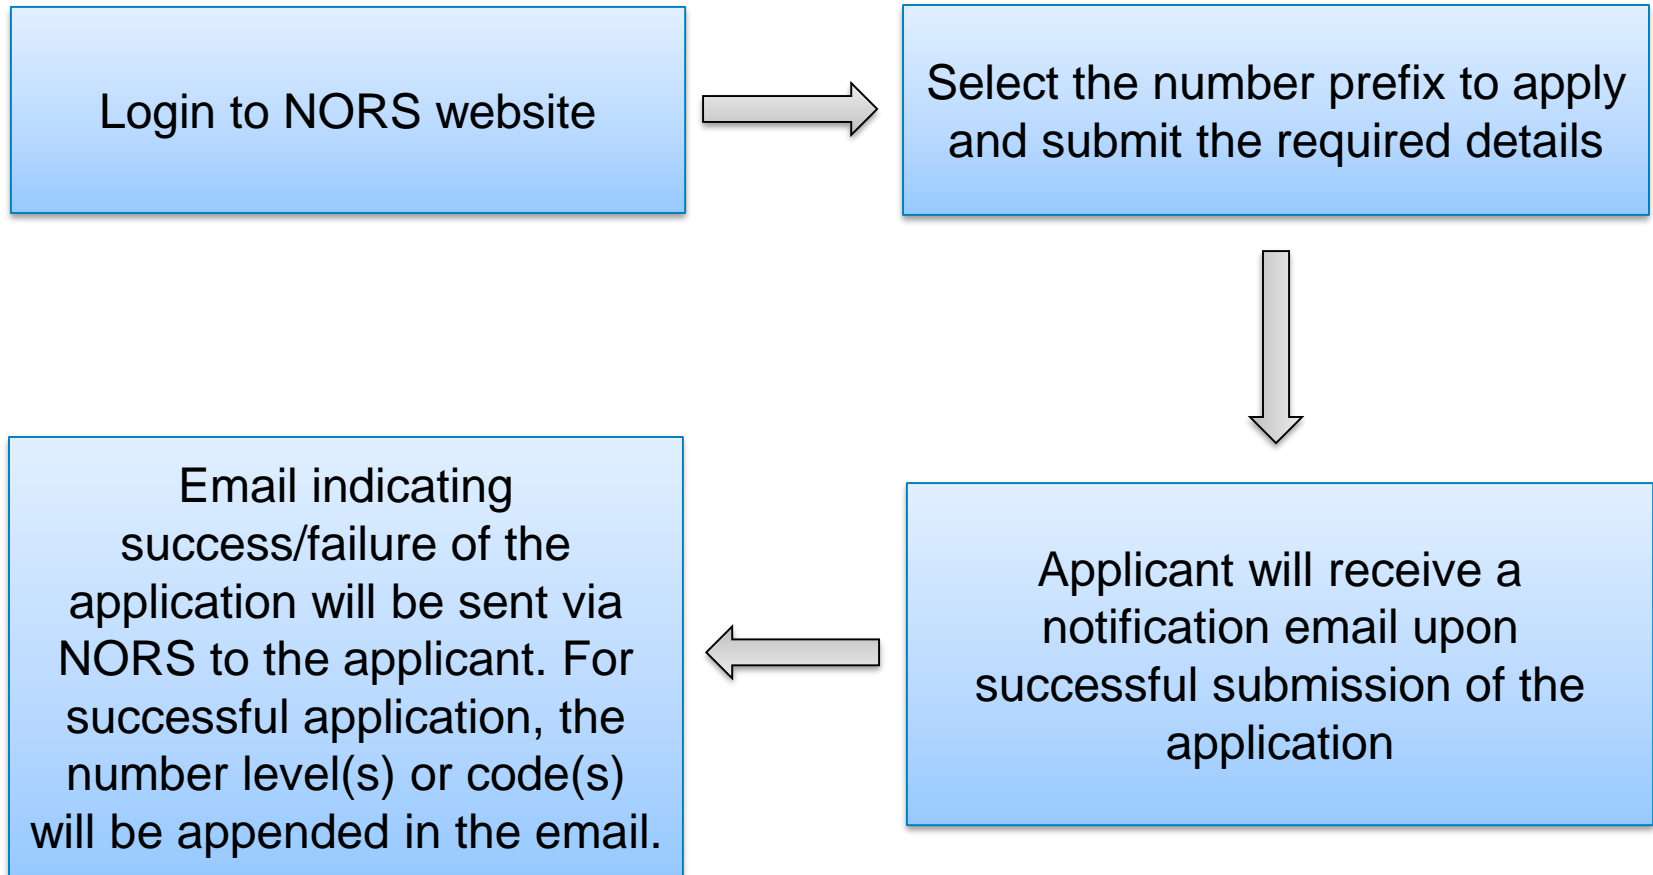 Login to NORS website
Select the number prefix to apply
and submit the required details
Applicant will receive a
notification email upon
successful submission of the
application
Email indicating
success/failure of the
application will be sent via
NORS to the applicant. For
successful application, the
number level(s) or code(s)
will be appended in the email.